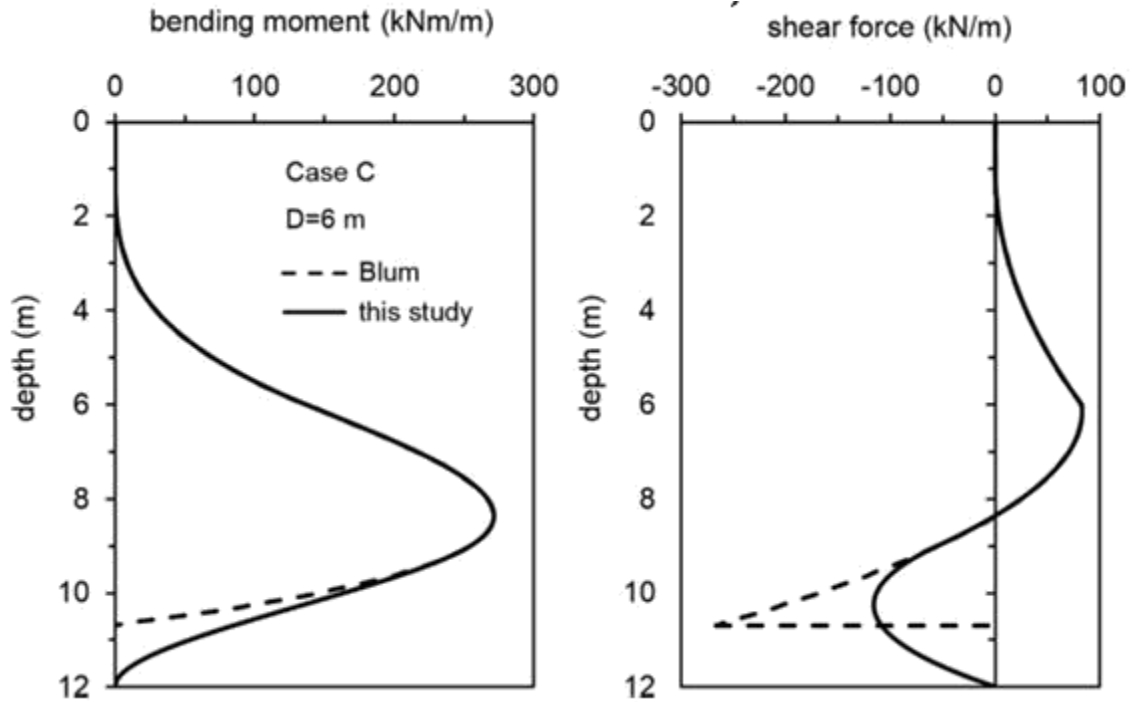 bending moment (kNm/m)
0 100 200 300
0
2
4
6
8
10
12
depth (m)
Case C
D=6 m
Blum
this study
shear force (kN/m)
-300 -200 -100 0 100
0
2
4
6
8
10
12
depth (m)